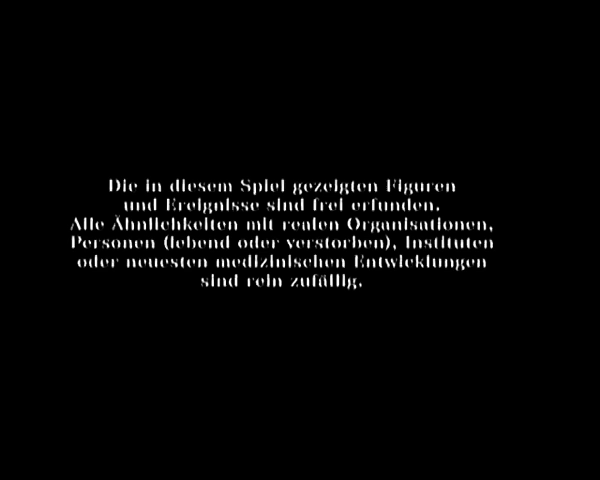 Die in diesem Spiel gezeigten Figuren
und Ereignisse sind frei erfunden.
Alle Ähnlichkeiten mit realen Organisationen,
Personen (lebend oder verstorben), Instituten
oder neuesten medizinischen Entwicklungen
sind rein zufällig.